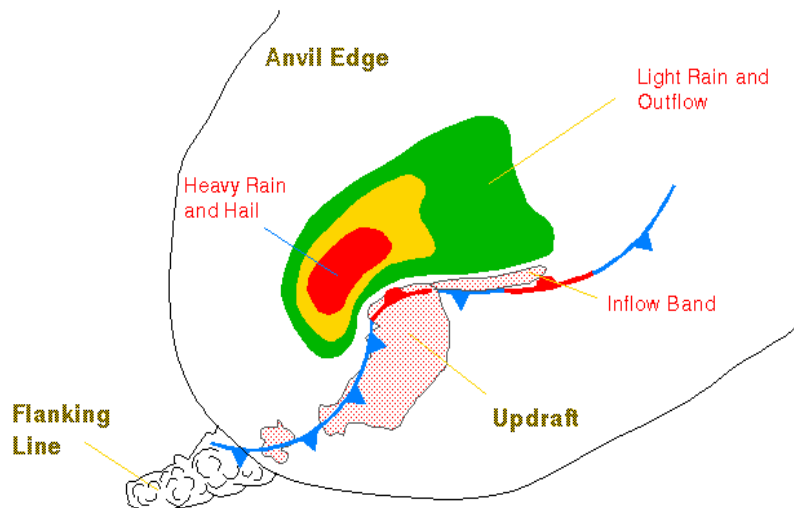 Anvil Edge
Light Rain and
Outflow
Heavy Rain
and Hail
Inflow Band
Flanking
Line
Updraft